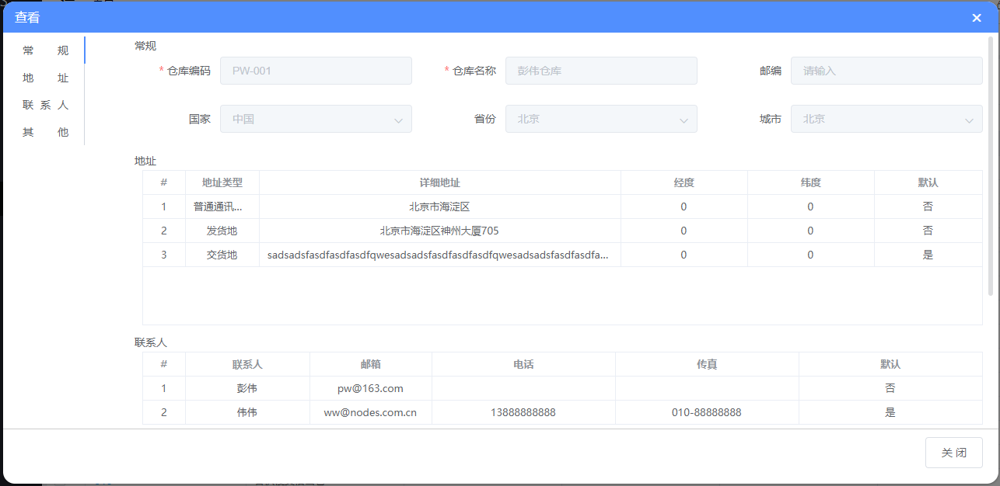 查看
常 规
地 址
联 系 人
其 他
常规
* 仓库编码 PW-001 * 仓库名称 彭伟仓库 邮编 请输入
国家 中国 省份 北京 城市 北京
地址
# 地址类型 详细地址 经度 纬度 默认
1 普通通讯... 北京市海淀区 0 0 否
2 发货地 北京市海淀区神州大厦705 0 0 否
3 交货地 sadsadsfasdfasdfasdfqwesadsadsfasdfasdfasdfqwesadsadsfasdfasdfa... 0 0 是
联系人
# 联系人 邮箱 电话 传真 默认
1 彭伟 pw@163.com 否
2 伟伟 ww@nodes.com.cn 13888888888 010-88888888 是
关 闭